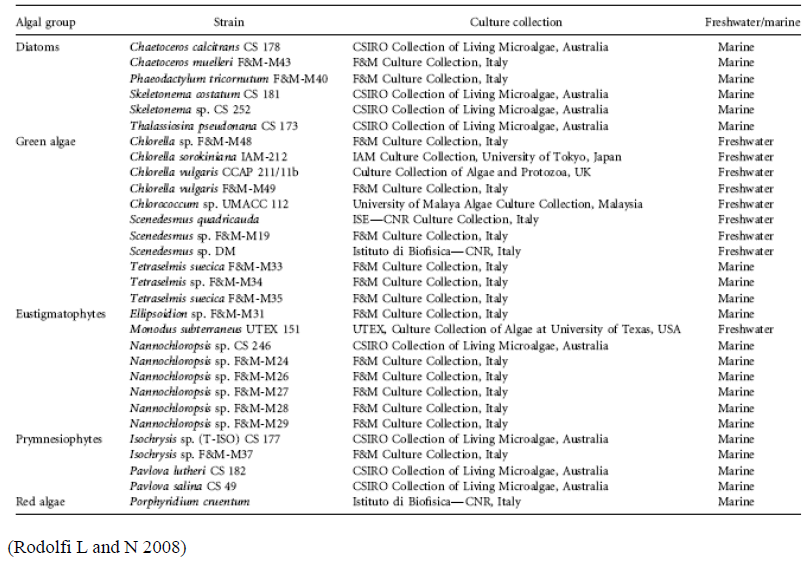 Algal group Strain Culture collection Freshwater/marine
Diatoms Chaetoceros calcitrans CS 178 CSIRO Collection of Living Microalgae, Australia Marine
Chaetoceros muelleri F&M-M43 F&M Culture Collection, Italy Marine
Phaeodactylum tricornutum F&M-M40 F&M Culture Collection, Italy Marine
Skeletonema costatum CS 181 CSIRO Collection of Living Microalgae, Australia Marine
Skeletonema sp. CS 252 CSIRO Collection of Living Microalgae, Australia Marine
Thalassiosira pseudonana CS 173 CSIRO Collection of Living Microalgae, Australia Marine
Green algae Chlorella sp. F&M-M48 F&M Culture Collection, Italy Freshwater
Chlorella sorokiniana IAM-212 IAM Culture Collection, University of Tokyo, Japan Freshwater
Chlorella vulgaris CCAP 211/11b Culture Collection of Algae and Protozoa, UK Freshwater
Chlorella vulgaris F&M-M49 F&M Culture Collection, Italy Freshwater
Chlorococcum sp. UMACC 112 University of Malaya Algae Culture Collection, Malaysia Freshwater
Scenedesmus quadricauda ISE—CNR Culture Collection, Italy Freshwater
Scenedesmus sp. F&M-M19 F&M Culture Collection, Italy Freshwater
Scenedesmus sp. DM Istituto di Biofisica—CNR, Italy Freshwater
Tetraselmis suecica F&M-M33 F&M Culture Collection, Italy Marine
Tetraselmis sp. F&M-M34 F&M Culture Collection, Italy Marine
Tetraselmis suecica F&M-M35 F&M Culture Collection, Italy Marine
Eustigmatophytes Ellipsoidion sp. F&M-M31 F&M Culture Collection, Italy Marine
Monodus subterraneus UTEX 151 UTEX, Culture Collection of Algae at University of Texas, USA Freshwater
Nannochloropsis sp. CS 246 CSIRO Collection of Living Microalgae, Australia Marine
Nannochloropsis sp. F&M-M24 F&M Culture Collection, Italy Marine
Nannochloropsis sp. F&M-M26 F&M Culture Collection, Italy Marine
Nannochloropsis sp. F&M-M27 F&M Culture Collection, Italy Marine
Nannochloropsis sp. F&M-M28 F&M Culture Collection, Italy Marine
Nannochloropsis sp. F&M-M29 F&M Culture Collection, Italy Marine
Prymnesiophytes Isochrysis sp. (T-ISO) CS 177 CSIRO Collection of Living Microalgae, Australia Marine
Isochrysis sp. F&M-M37 F&M Culture Collection, Italy Marine
Pavlova lutheri CS 182 CSIRO Collection of Living Microalgae, Australia Marine
Pavlova salina CS 49 CSIRO Collection of Living Microalgae, Australia Marine
Red algae Porphyridium cruentum Istituto di Biofisica—CNR, Italy Marine
(Rodolfi L and N 2008)